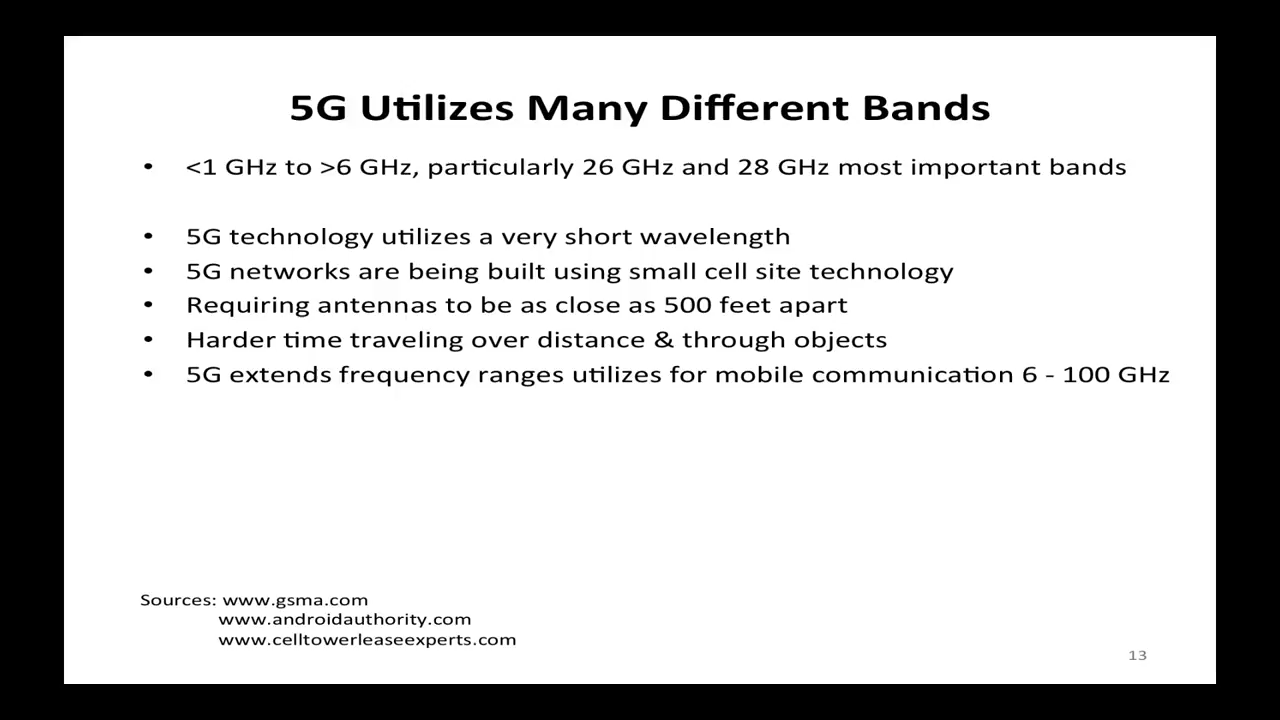 5G Utilizes Many Different Bands
• <1 GHz to >6 GHz, particularly 26 GHz and 28 GHz most important bands
• 5G technology utilizes a very short wavelength
• 5G networks are being built using small cell site technology
• Requiring antennas to be as close as 500 feet apart
• Harder time traveling over distance & through objects
• 5G extends frequency ranges utilizes for mobile communication 6 - 100 GHz
Sources: www.gsma.com
www.androidauthority.com
www.celltowerleaseexperts.com
13